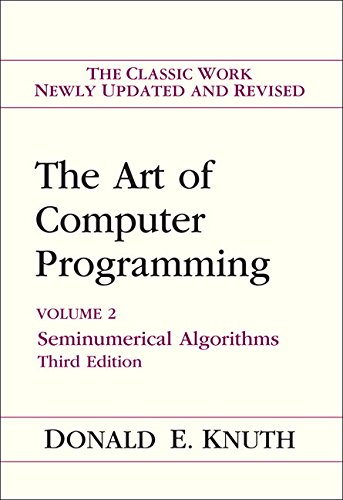 THE CLASSIC WORK
NEWLY UPDATED AND REVISED
The Art of
Computer
Programming
VOLUME 2
Seminumerical Algorithms
Third Edition
DONALD E. KNUTH